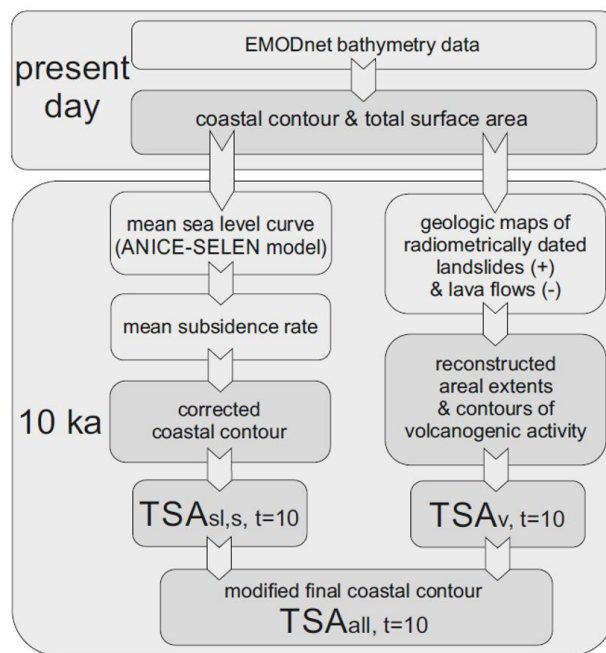 present
day
EMODnet bathymetry data
coastal contour & total surface area
10 ka
mean sea level curve
(ANICE-SELEN model)
mean subsidence rate
corrected
coastal contour
TSAsl,s, t=10
geologic maps of
radiometrically dated
landslides (+)
& lava flows (-)
reconstructed
areal extents
& contours of
volcanogenic activity
TSAv, t=10
modified final coastal contour
TSAall, t=10